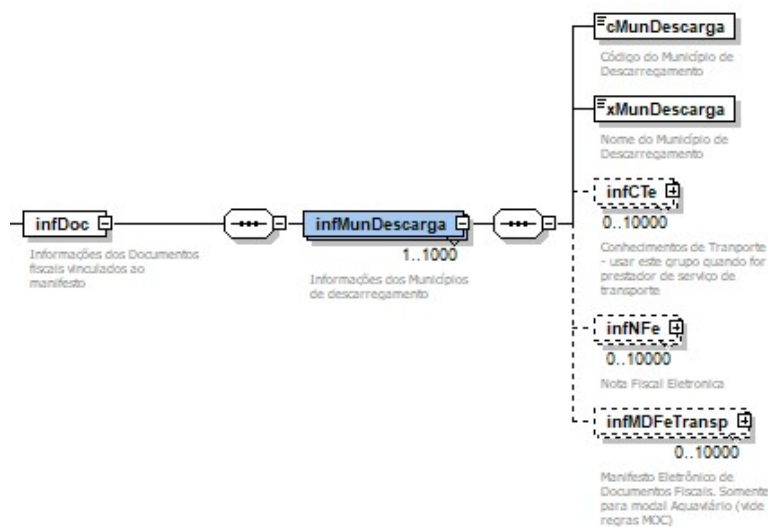 cMunDescarga
Código do Município de
Descarregamento
xMunDescarga
Nome do Município de
Descarregamento
infCTe
0..10000
Conhecimentos de Tranporte
- usar este grupo quando for
prestador de serviço de
transporte
infDoc
Informações dos Documentos
fiscais vinculados ao
manifesto
infMunDescarga
1..1000
Informações dos Municípios
de descarregamento
infNFe
0..10000
Nota Fiscal Eletronica
infMDFeTransp
0..10000
Manifesto Eletrônico de
Documentos Fiscais. Somente
para modal Aquaviário (vide
regras MOC)